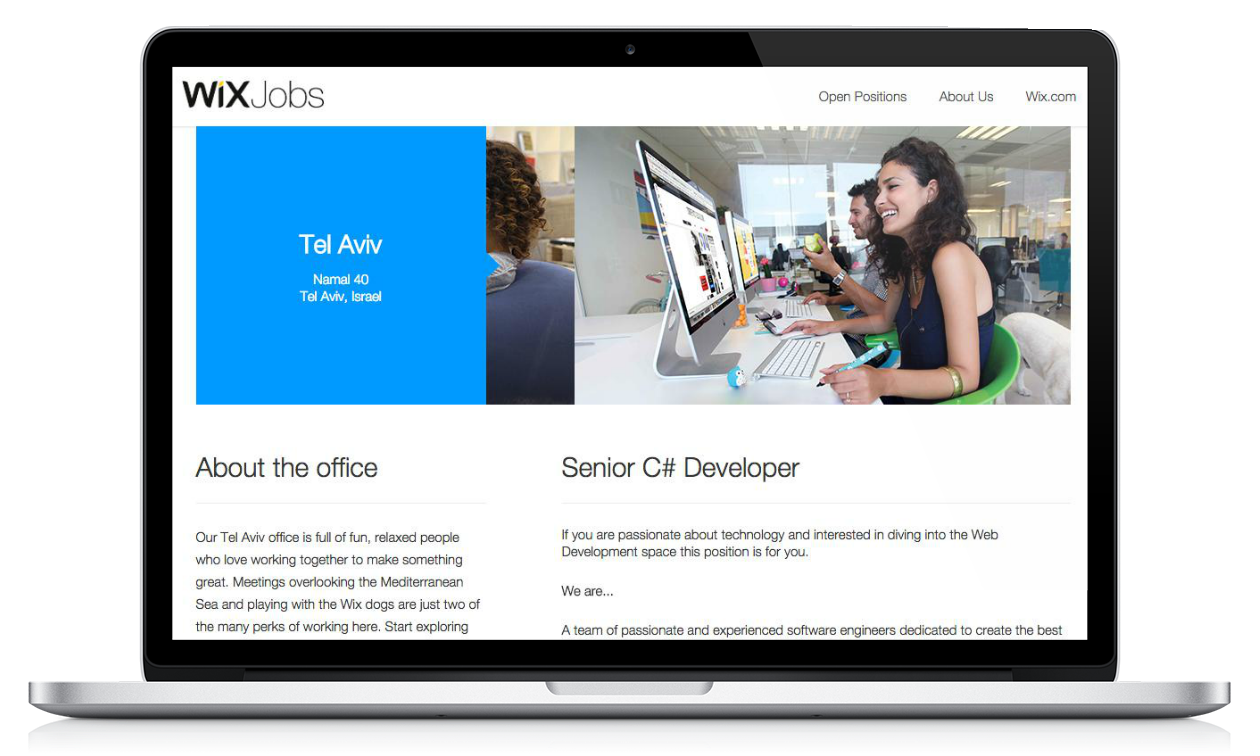 WiXJobs
Open Positions
About Us
Wix.com
Tel Aviv
Namal 40
Tel Aviv, Israel
About the office
Our Tel Aviv office is full of fun, relaxed people
who love working together to make something
great. Meetings overlooking the Mediterranean
Sea and playing with the Wix dogs are just two of
the many perks of working here. Start exploring
Senior C# Developer
If you are passionate about technology and interested in diving into the Web
Development space this position is for you.
We are...
A team of passionate and experienced software engineers dedicated to create the best